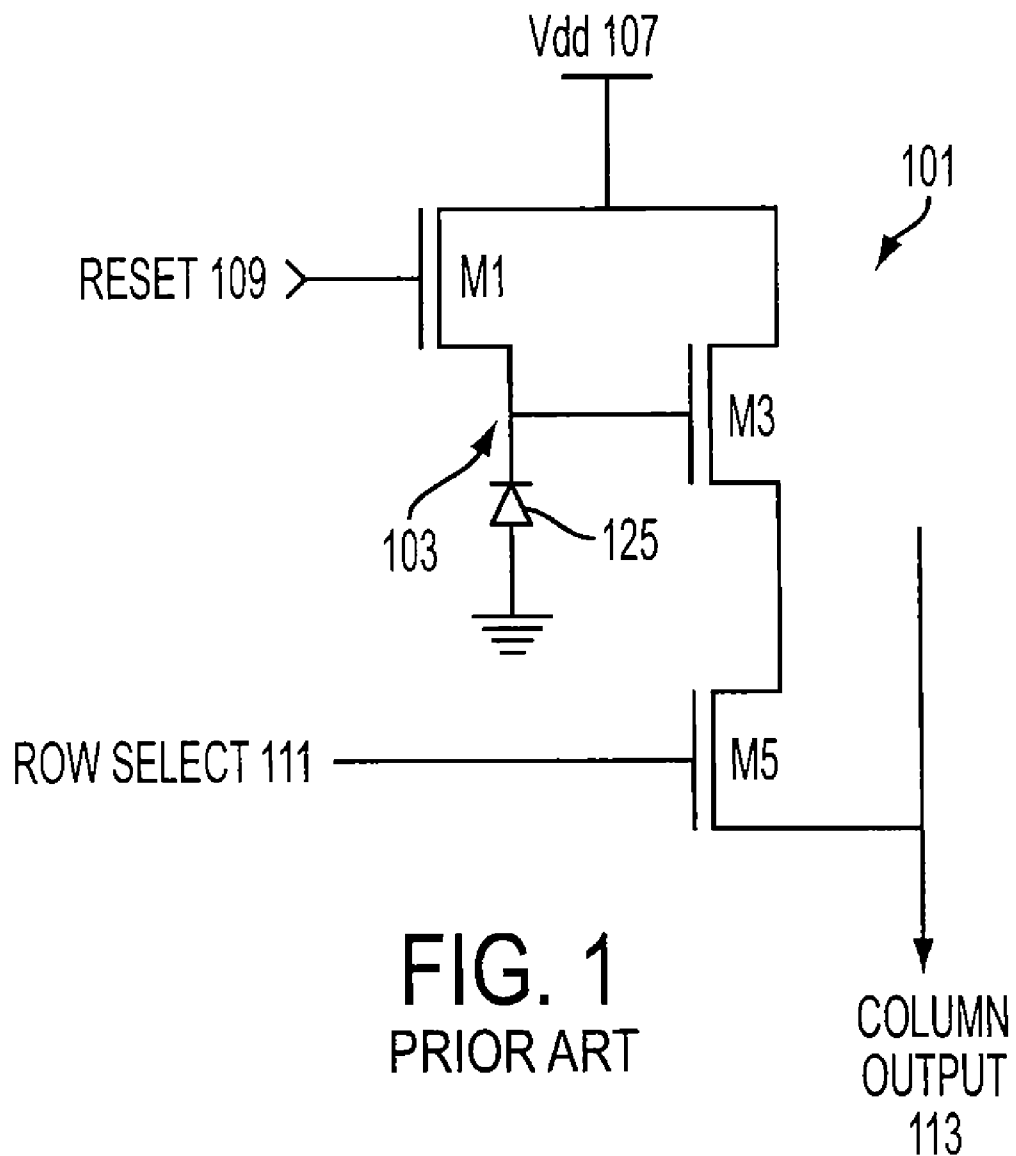 Vdd 107
101
RESET 109
M1
M3
103
125
ROW SELECT 111
M5
FIG. 1
PRIOR ART
COLUMN
OUTPUT
113